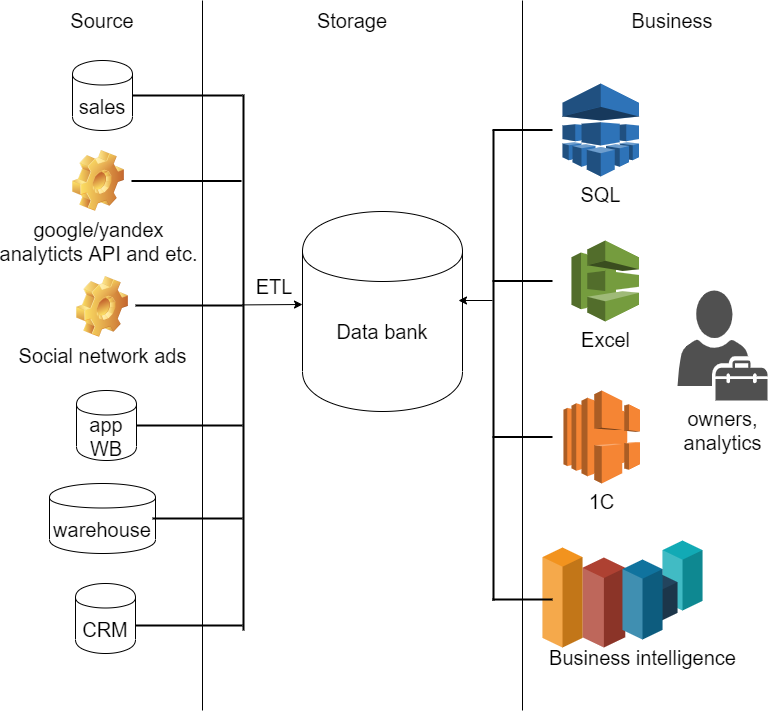 Source
Storage
Business
sales
google/yandex
analyticts API and etc.
Social network ads
app
WB
warehouse
CRM
ETL
Data bank
SQL
Excel
1C
Business intelligence
owners,
analytics